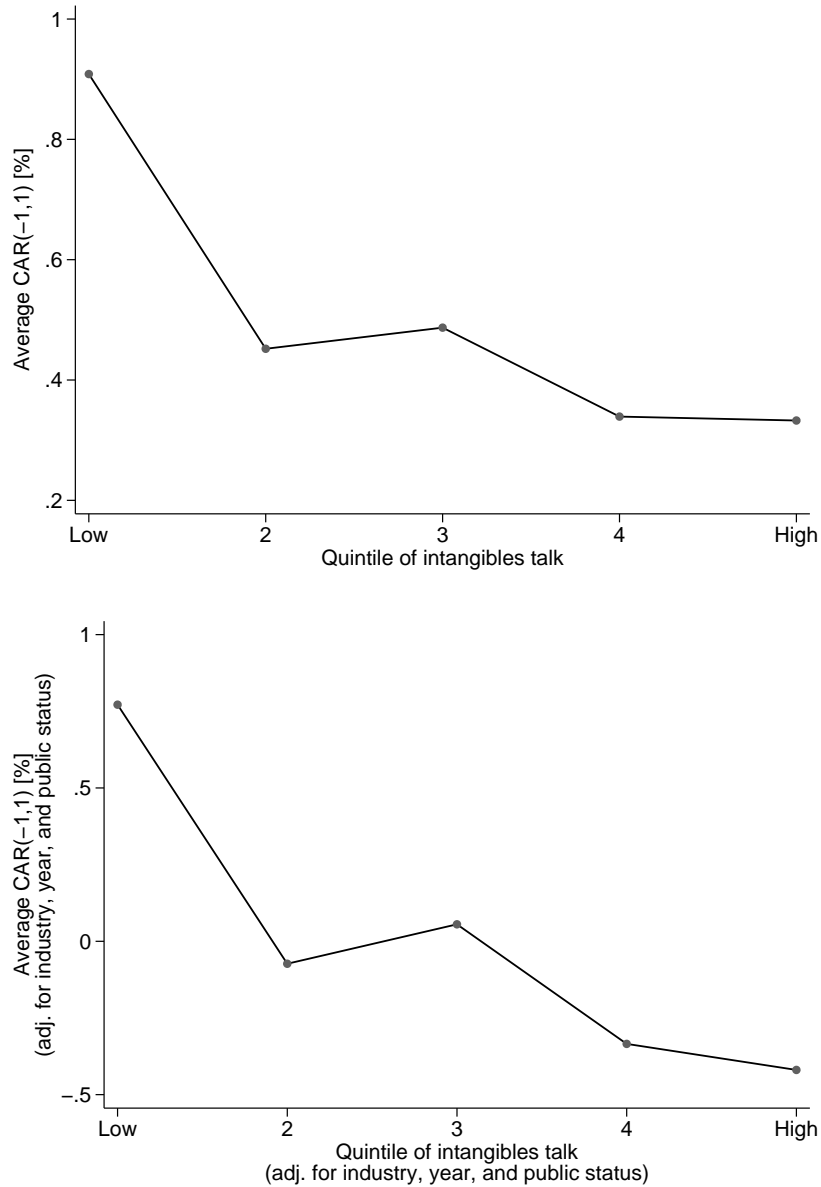 1
.8
.6
.4
.2
Average CAR(−1,1) [%]
Low 2 3 4 High
Quintile of intangibles talk
1
.5
0
−.5
Average CAR(−1,1) [%]
(adj. for industry, year, and public status)
Low 2 3 4 High
Quintile of intangibles talk
(adj. for industry, year, and public status)